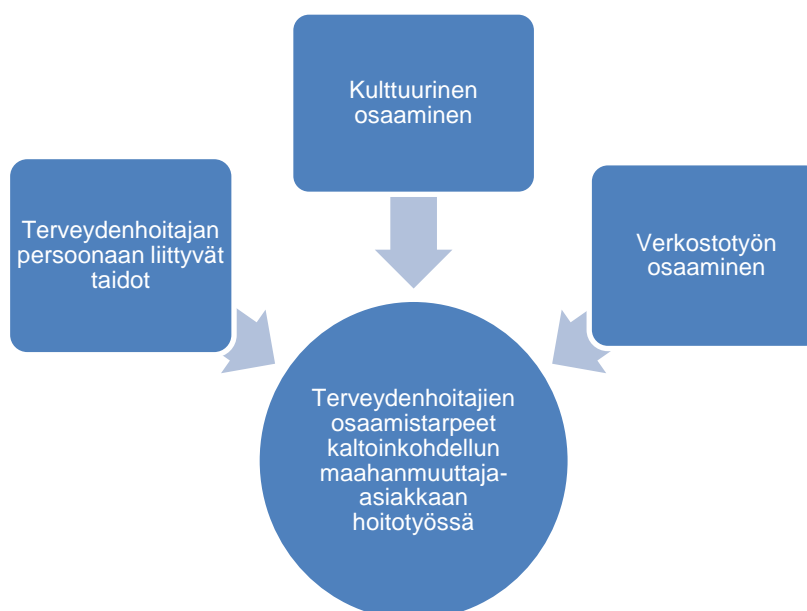 Kulttuurinen
osaaminen
Terveydenhoitajan
persoonaan liittyvät
taidot
Verkostotyön
osaaminen
Terveydenhoitajien
osaamistarpeet
kaltoinkohdellun
maahanmuuttaja-
asiakkaan
hoitotyössä